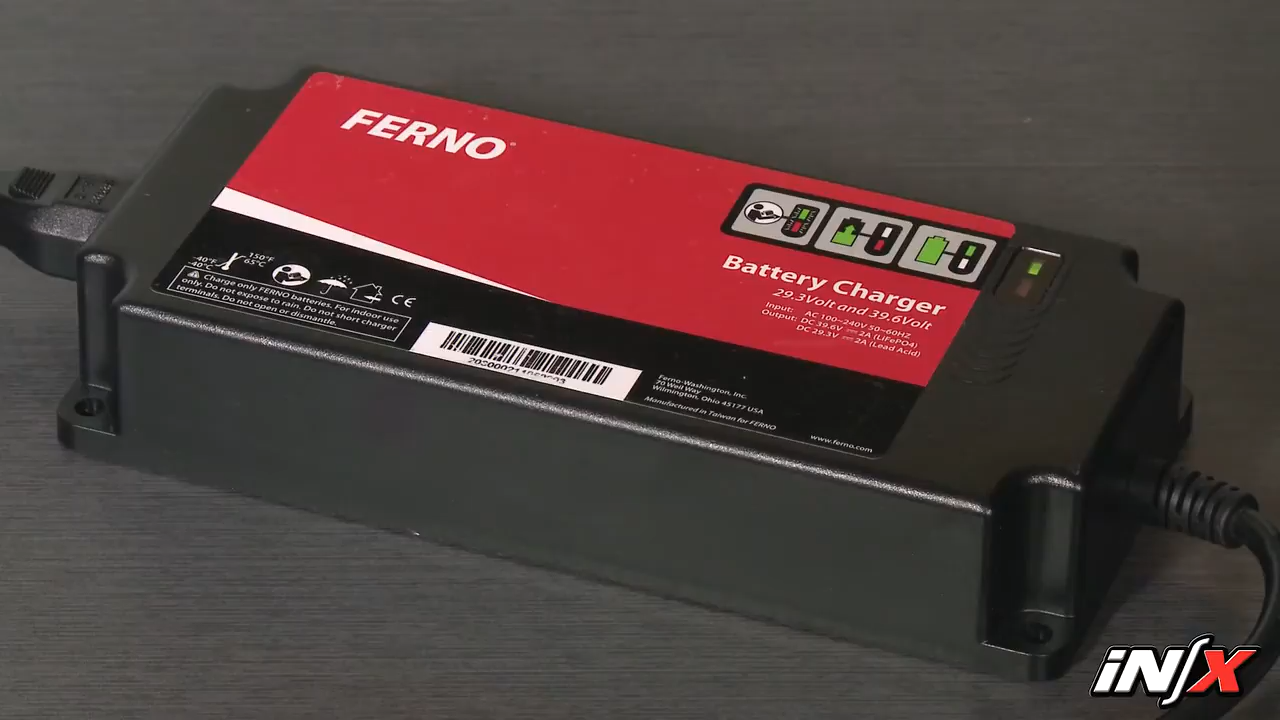 FERNO
Battery Charger
29.3Volt and 39.6Volt
Input: AC 100~240V 50~60HZ
Output: DC 39.6V ⎓ 2A (LiFePO4)
DC 29.3V ⎓ 2A (Lead Acid)
-40°F 150°F
-40°C 65°C
CE
Charge only FERNO batteries. For indoor use
only. Do not expose to rain. Do not short charger
terminals. Do not open or dismantle.
Ferno-Washington, Inc.
70 Weil Way
Wilmington, Ohio 45177 USA
Manufactured in Taiwan for FERNO
www.ferno.com
iN∫X